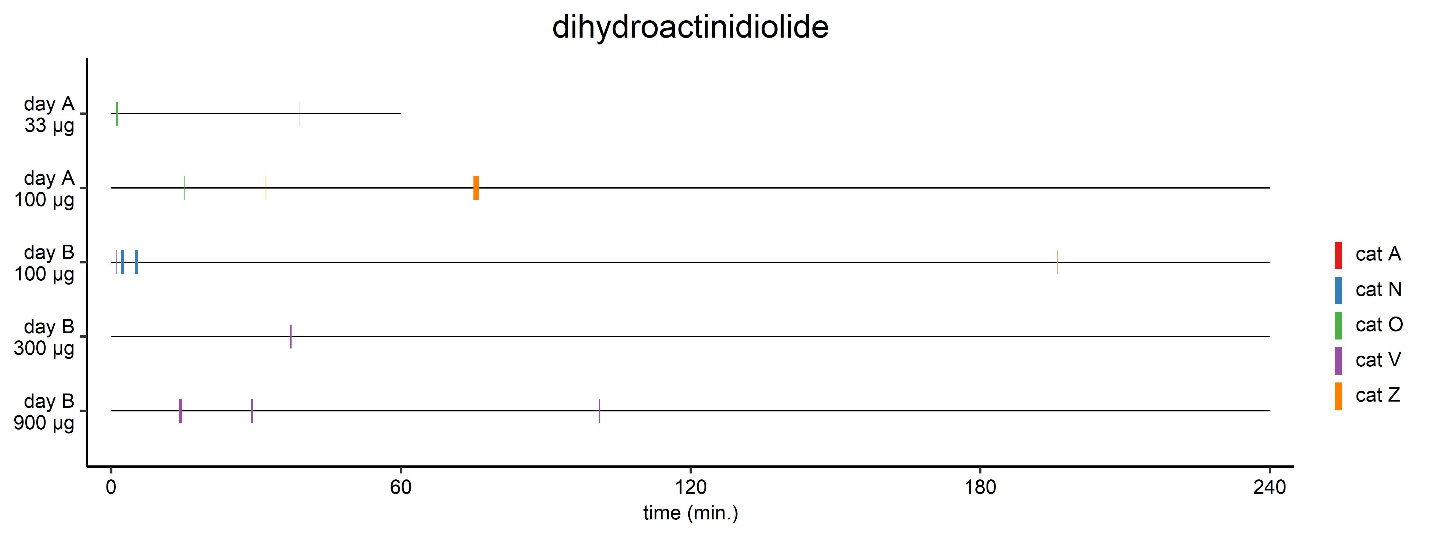 dihydroactinidiolide
day A
33 µg
day A
100 µg
day B
100 µg
day B
300 µg
day B
900 µg
0 60 120 180 240
time (min.)
cat A
cat N
cat O
cat V
cat Z